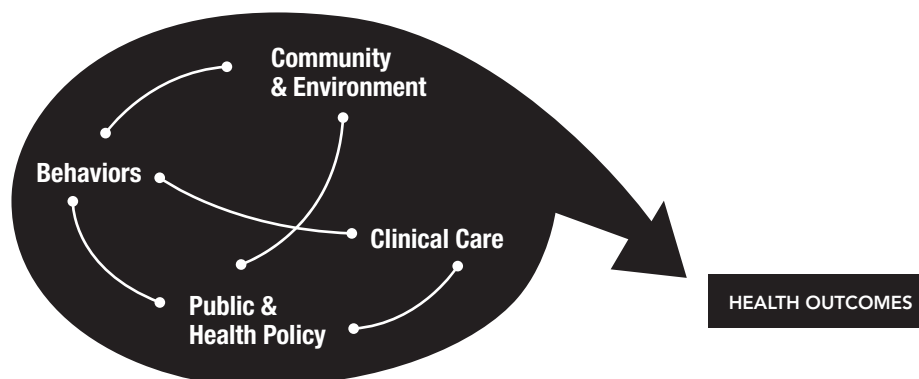 Community
& Environment
Behaviors
Clinical Care
Public &
Health Policy
HEALTH OUTCOMES